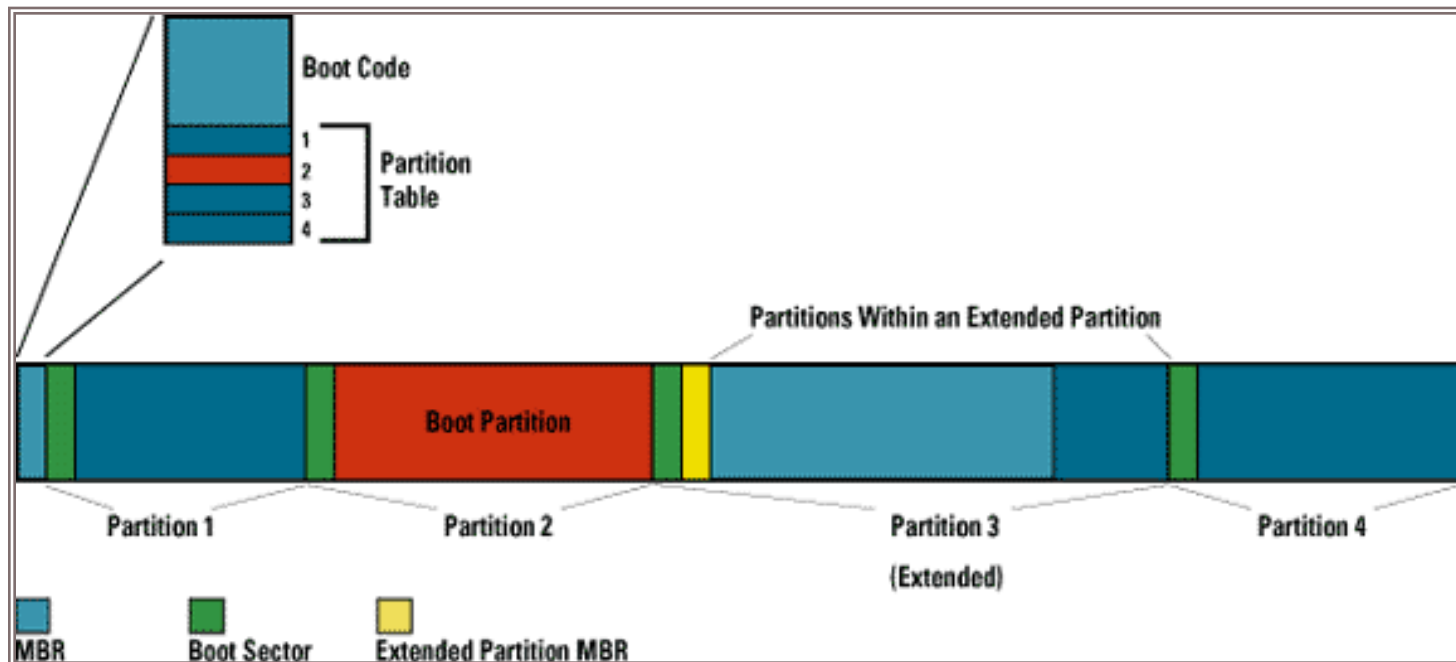 Boot Code
1
2
3
4
Partition
Table
Partitions Within an Extended Partition
Boot Partition
Partition 1
Partition 2
Partition 3
(Extended)
Partition 4
MBR
Boot Sector
Extended Partition MBR